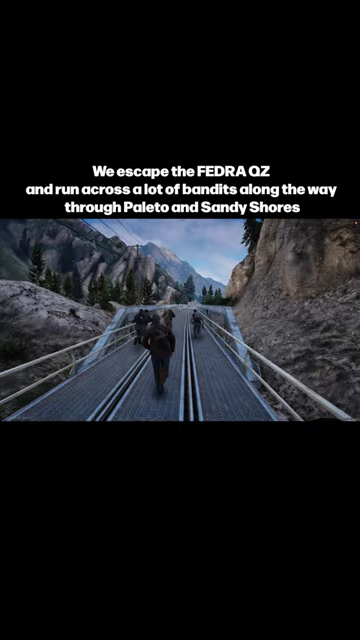 We escape the FEDRA QZ
and run across a lot of bandits along the way
through Paleto and Sandy Shores